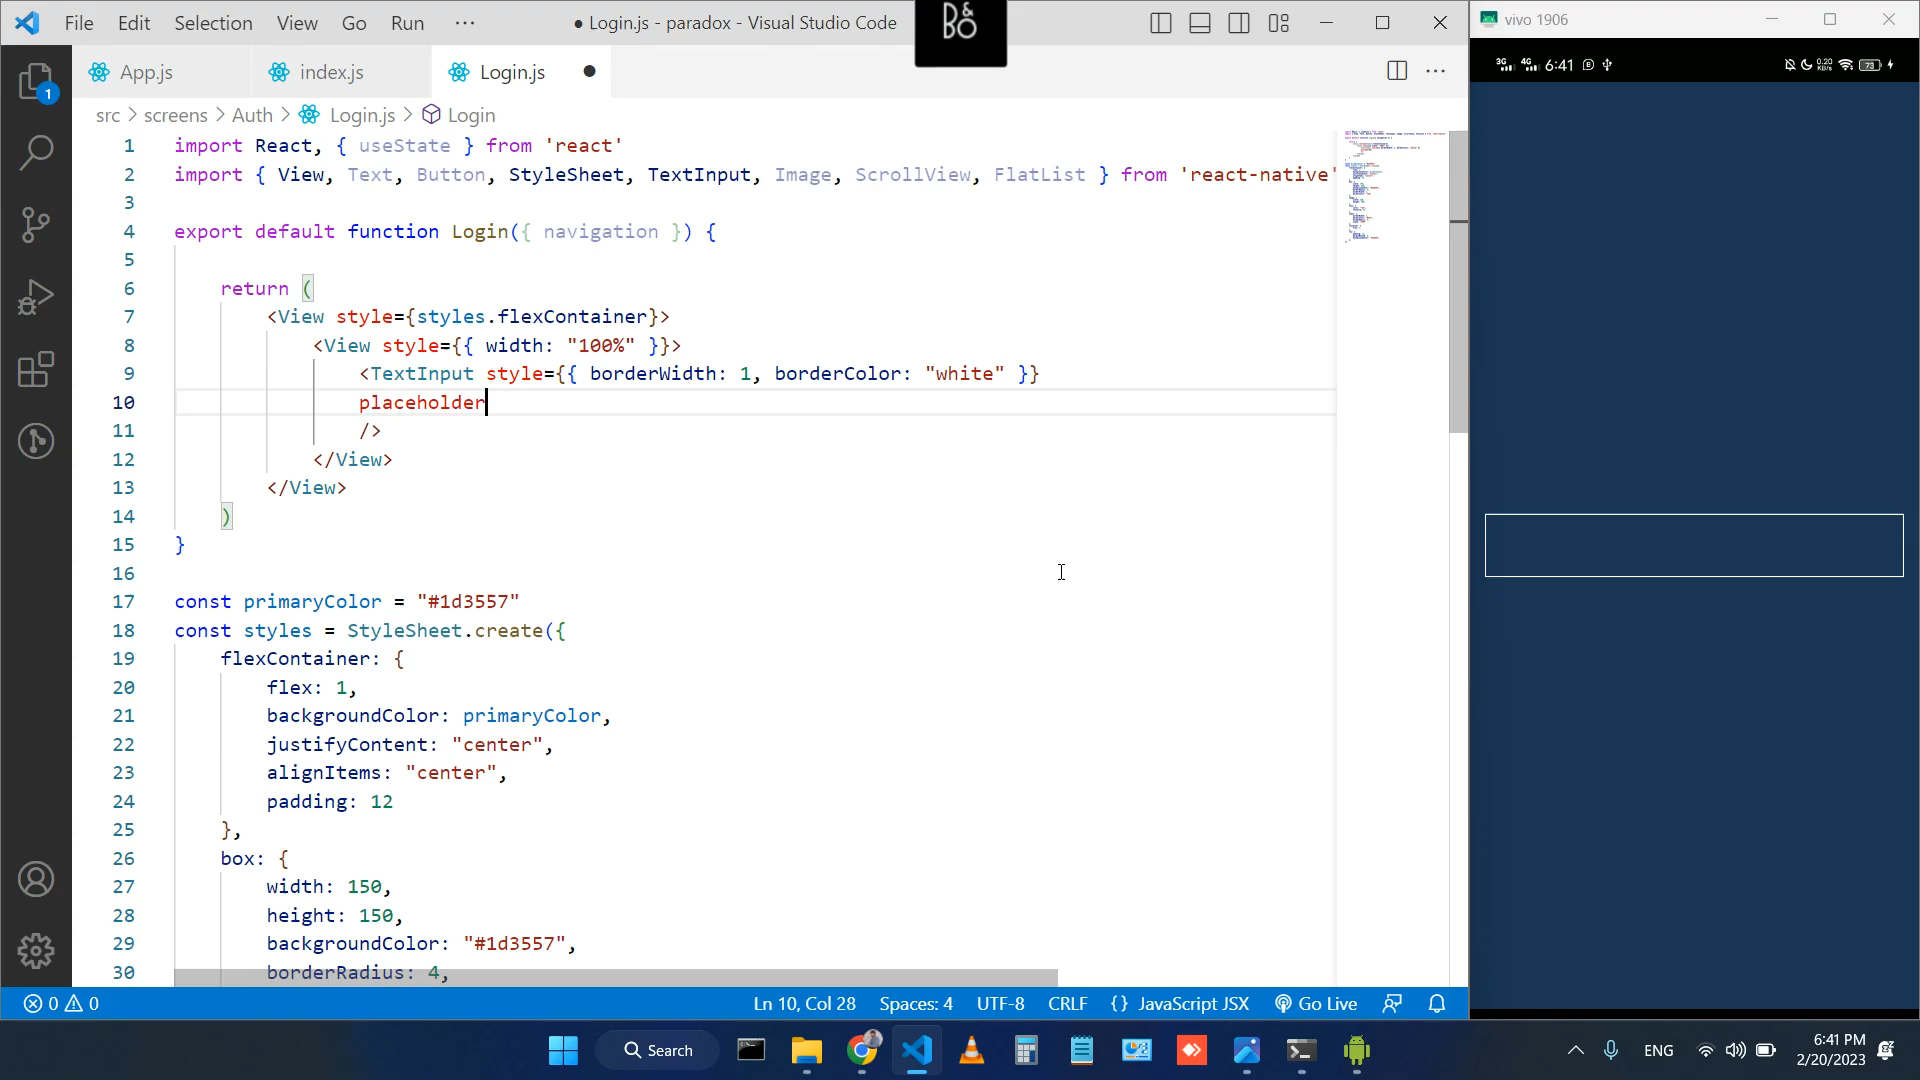 File Edit Selection View Go Run ··· ● Login.js - paradox - Visual Studio Code
B&O
vivo 1906
App.js index.js Login.js ●
3G 4G 6:41 0.20 KB/s 73
1
src > screens > Auth > Login.js > Login
1 import React, { useState } from 'react'
2 import { View, Text, Button, StyleSheet, TextInput, Image, ScrollView, FlatList } from 'react-native'
3
4 export default function Login({ navigation }) {
5
6 return (
7 <View style={styles.flexContainer}>
8 <View style={{ width: "100%" }}>
9 <TextInput style={{ borderWidth: 1, borderColor: "white" }}
10 placeholder
11 />
12 </View>
13 </View>
14 )
15 }
16
17 const primaryColor = "#1d3557"
18 const styles = StyleSheet.create({
19 flexContainer: {
20 flex: 1,
21 backgroundColor: primaryColor,
22 justifyContent: "center",
23 alignItems: "center",
24 padding: 12
25 },
26 box: {
27 width: 150,
28 height: 150,
29 backgroundColor: "#1d3557",
30 borderRadius: 4,
0 0 Ln 10, Col 28 Spaces: 4 UTF-8 CRLF {} JavaScript JSX Go Live
Search ENG 6:41 PM
2/20/2023